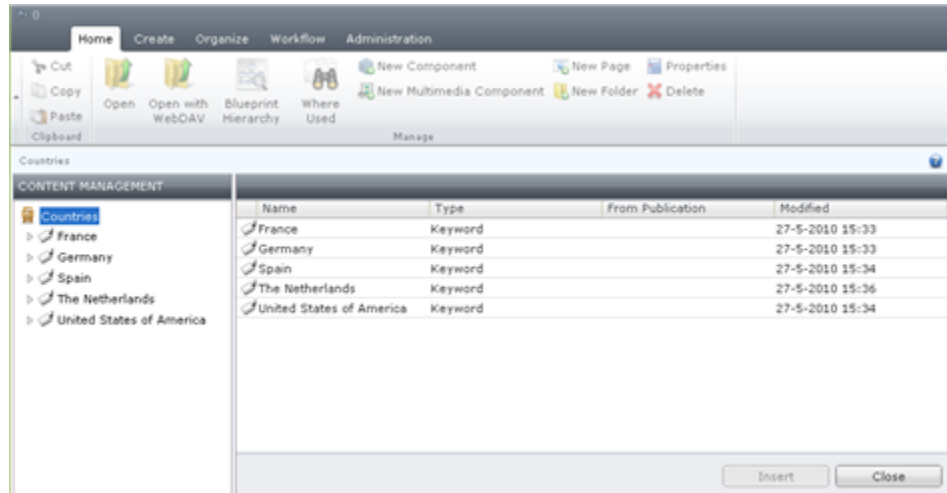 0
Home Create Organize Workflow Administration
Cut
Copy
Paste
Clipboard
Open
Open with WebDAV
Blueprint Hierarchy
Where Used
New Component
New Multimedia Component
New Page
New Folder
Properties
Delete
Manage
Countries
CONTENT MANAGEMENT
Countries
France
Germany
Spain
The Netherlands
United States of America
Name Type From Publication Modified
France Keyword 27-5-2010 15:33
Germany Keyword 27-5-2010 15:33
Spain Keyword 27-5-2010 15:34
The Netherlands Keyword 27-5-2010 15:36
United States of America Keyword 27-5-2010 15:34
Insert Close